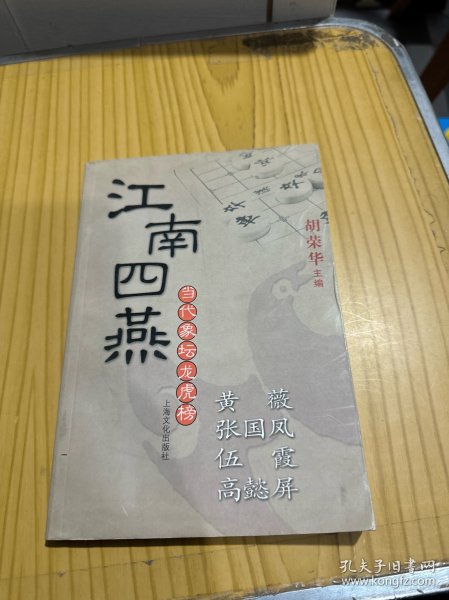 江南四燕
当代象坛龙虎榜
胡荣华 主编
上海文化出版社
黄薇
张国凤
伍霞
高懿屏
孔夫子旧书网
kongfz.com